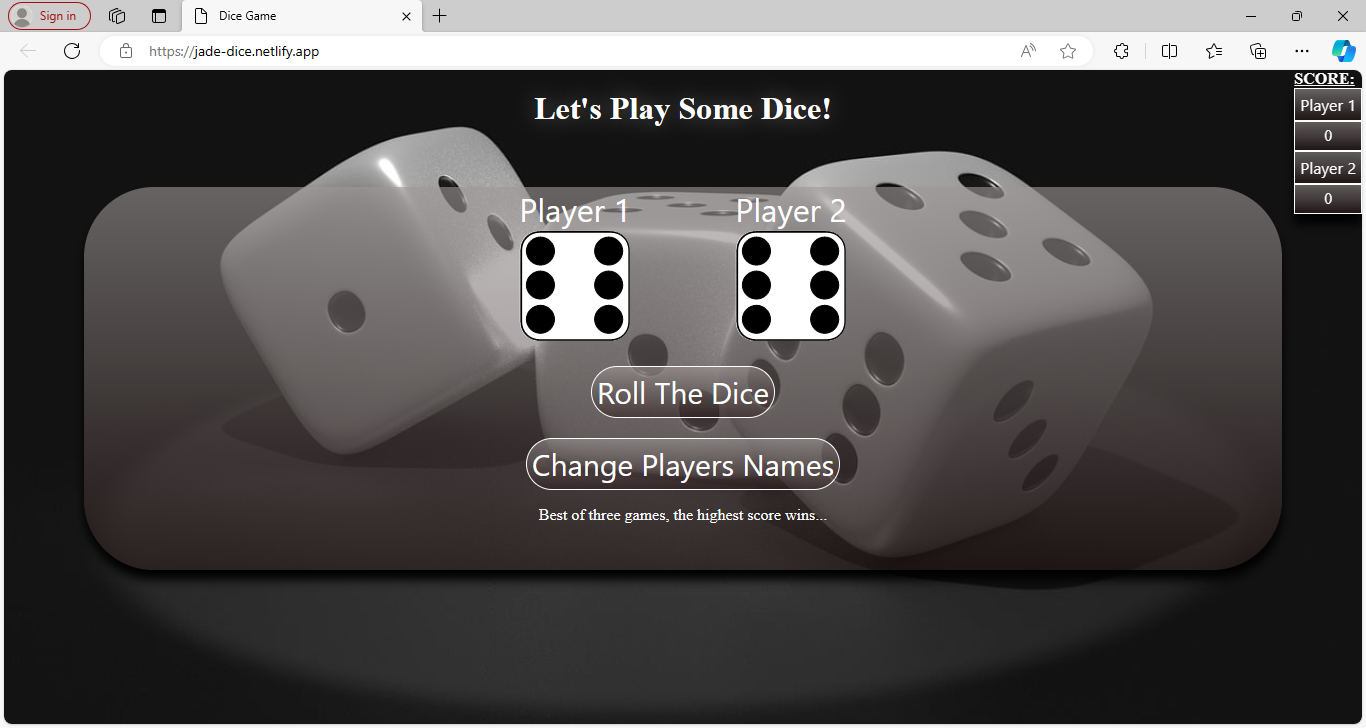 Sign in
Dice Game
https://jade-dice.netlify.app
SCORE:
Player 1
0
Player 2
0
Let's Play Some Dice!
Player 1 Player 2
Roll The Dice
Change Players Names
Best of three games, the highest score wins...